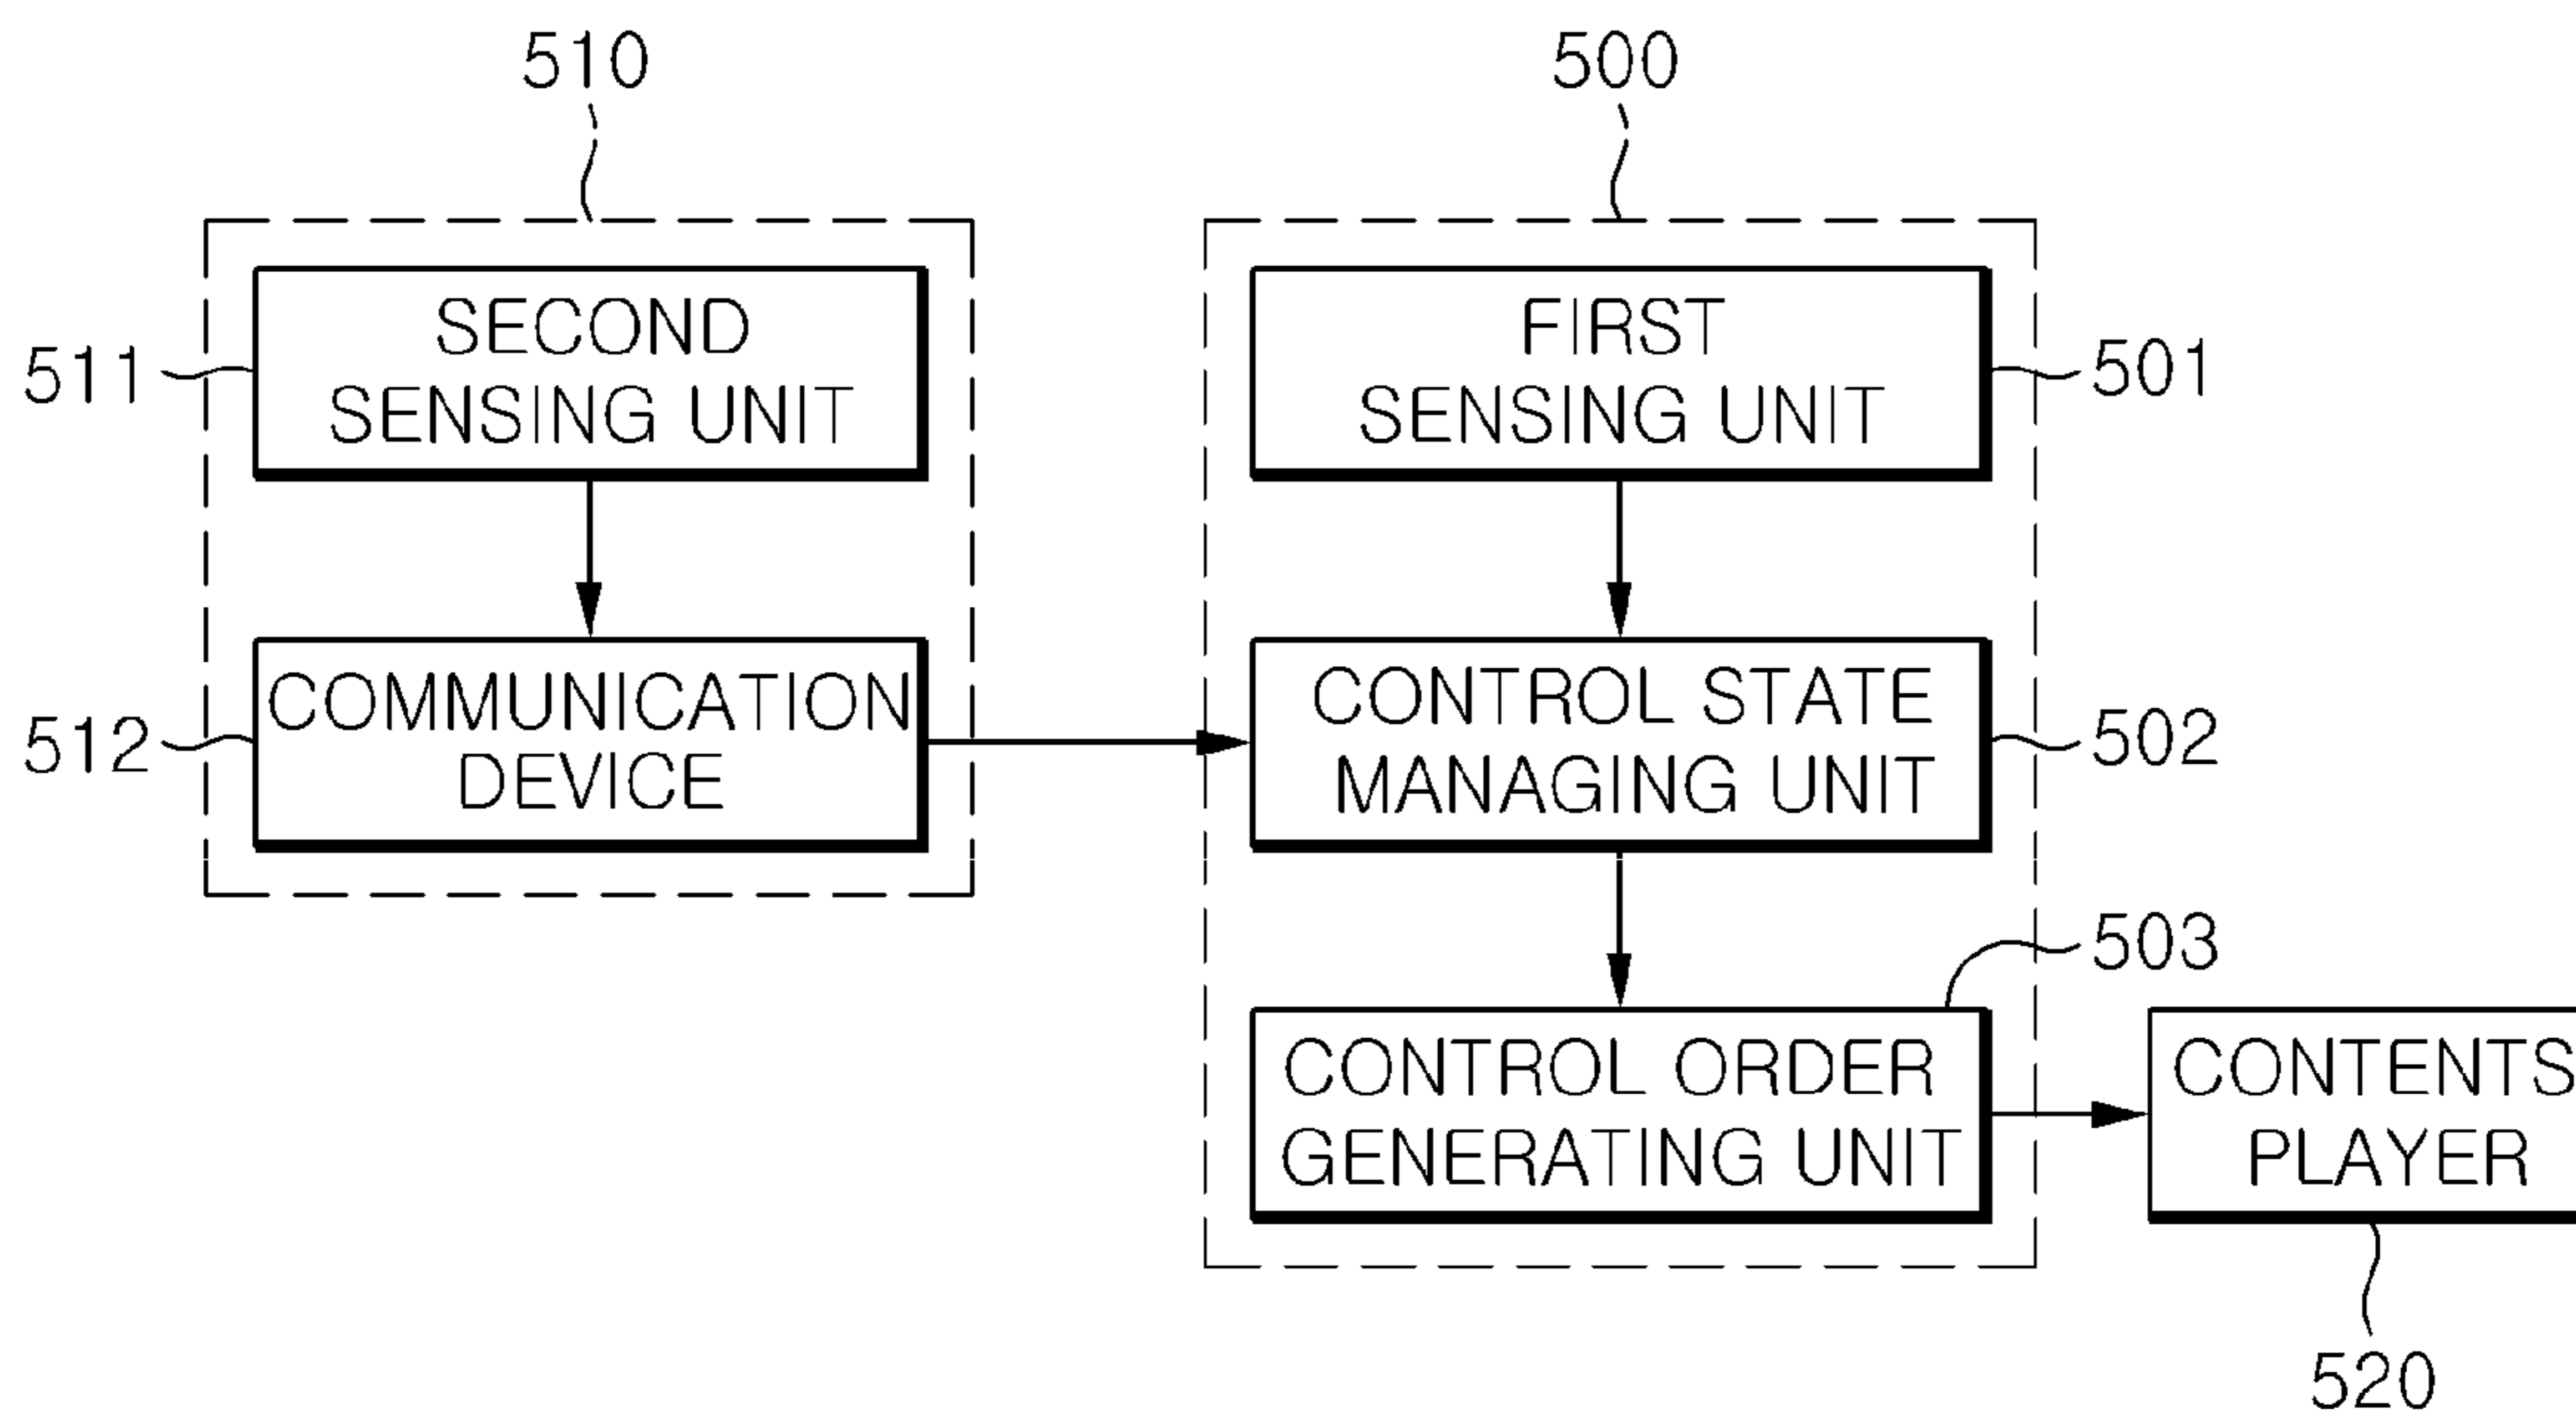 510
500
SECOND
SENSING UNIT
511
FIRST
SENSING UNIT
501
COMMUNICATION
DEVICE
512
CONTROL STATE
MANAGING UNIT
502
503
CONTROL ORDER
GENERATING UNIT
CONTENTS
PLAYER
520